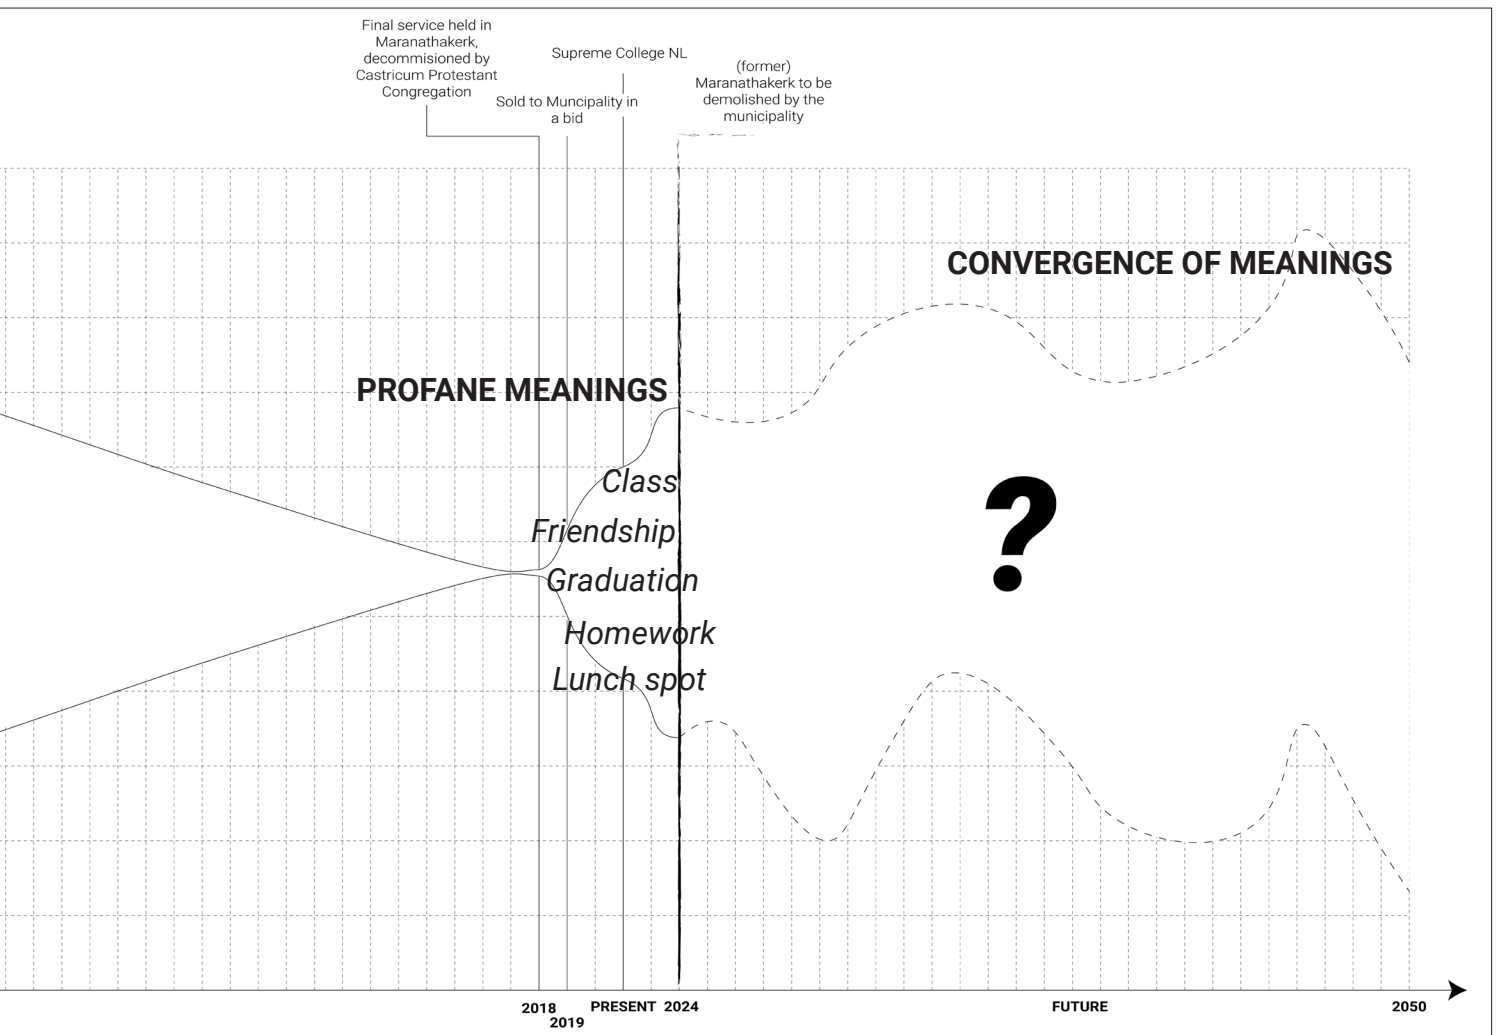 Final service held in
Maranathakerk,
decommisioned by
Castricum Protestant
Congregation
Supreme College NL
Sold to Muncipality in
a bid
(former)
Maranathakerk to be
demolished by the
municipality
CONVERGENCE OF MEANINGS
PROFANE MEANINGS
Class
Friendship
Graduation
Homework
Lunch spot
?
2018
2019
PRESENT
2024
FUTURE
2050